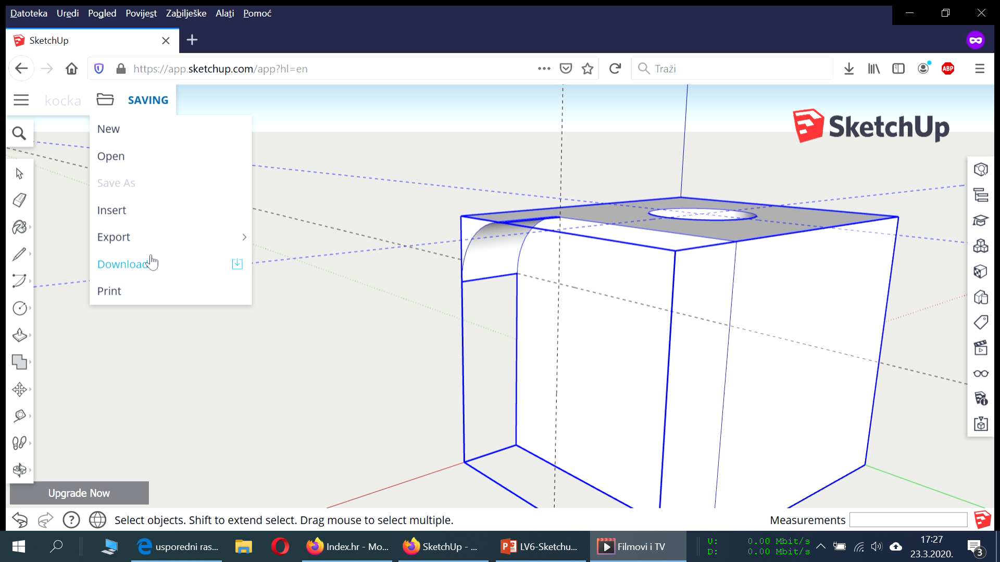 Datoteka Uredi Pogled Povijest Zabilješke Alati Pomoć
SketchUp
https://app.sketchup.com/app?hl=en
Traži
ABP
kocka
SAVING
New
Open
Save As
Insert
Export
Download
Print
SketchUp
Upgrade Now
Select objects. Shift to extend select. Drag mouse to select multiple.
Measurements
usporedni ras...
Index.hr - Mo...
SketchUp - ...
LV6-Sketchu...
Filmovi i TV
U: 0.00 Mbit/s
D: 0.00 Mbit/s
17:27
23.3.2020.
3